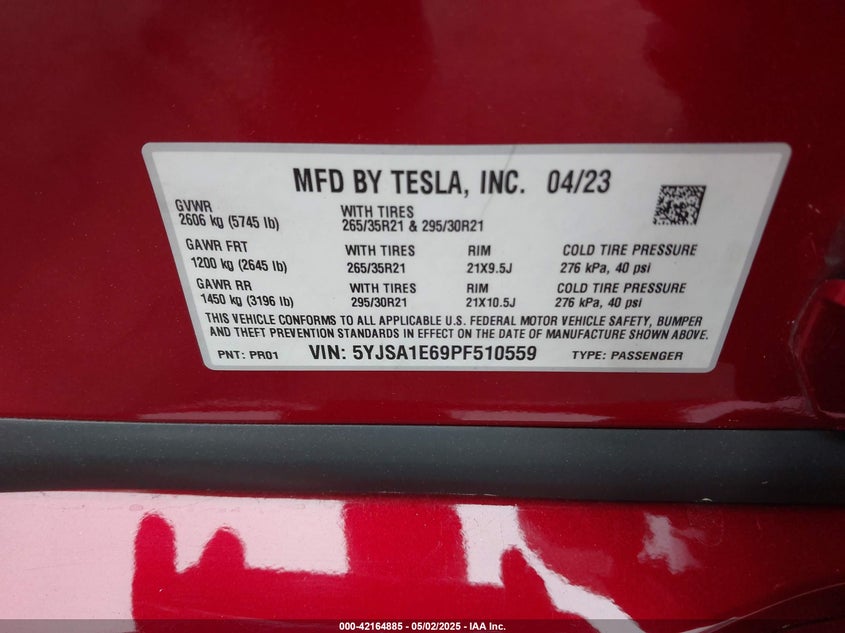 MFD BY TESLA, INC. 04/23
GVWR
2606 kg (5745 lb)
WITH TIRES
265/35R21 & 295/30R21
GAWR FRT
1200 kg (2645 lb)
WITH TIRES
265/35R21
RIM
21X9.5J
COLD TIRE PRESSURE
276 kPa, 40 psi
GAWR RR
1450 kg (3196 lb)
WITH TIRES
295/30R21
RIM
21X10.5J
COLD TIRE PRESSURE
276 kPa, 40 psi
THIS VEHICLE CONFORMS TO ALL APPLICABLE U.S. FEDERAL MOTOR VEHICLE SAFETY, BUMPER
AND THEFT PREVENTION STANDARDS IN EFFECT ON THE DATE OF MANUFACTURE SHOWN ABOVE.
PNT: PR01 VIN: 5YJSA1E69PF510559 TYPE: PASSENGER
000-42164885 - 05/02/2025 - IAA Inc.